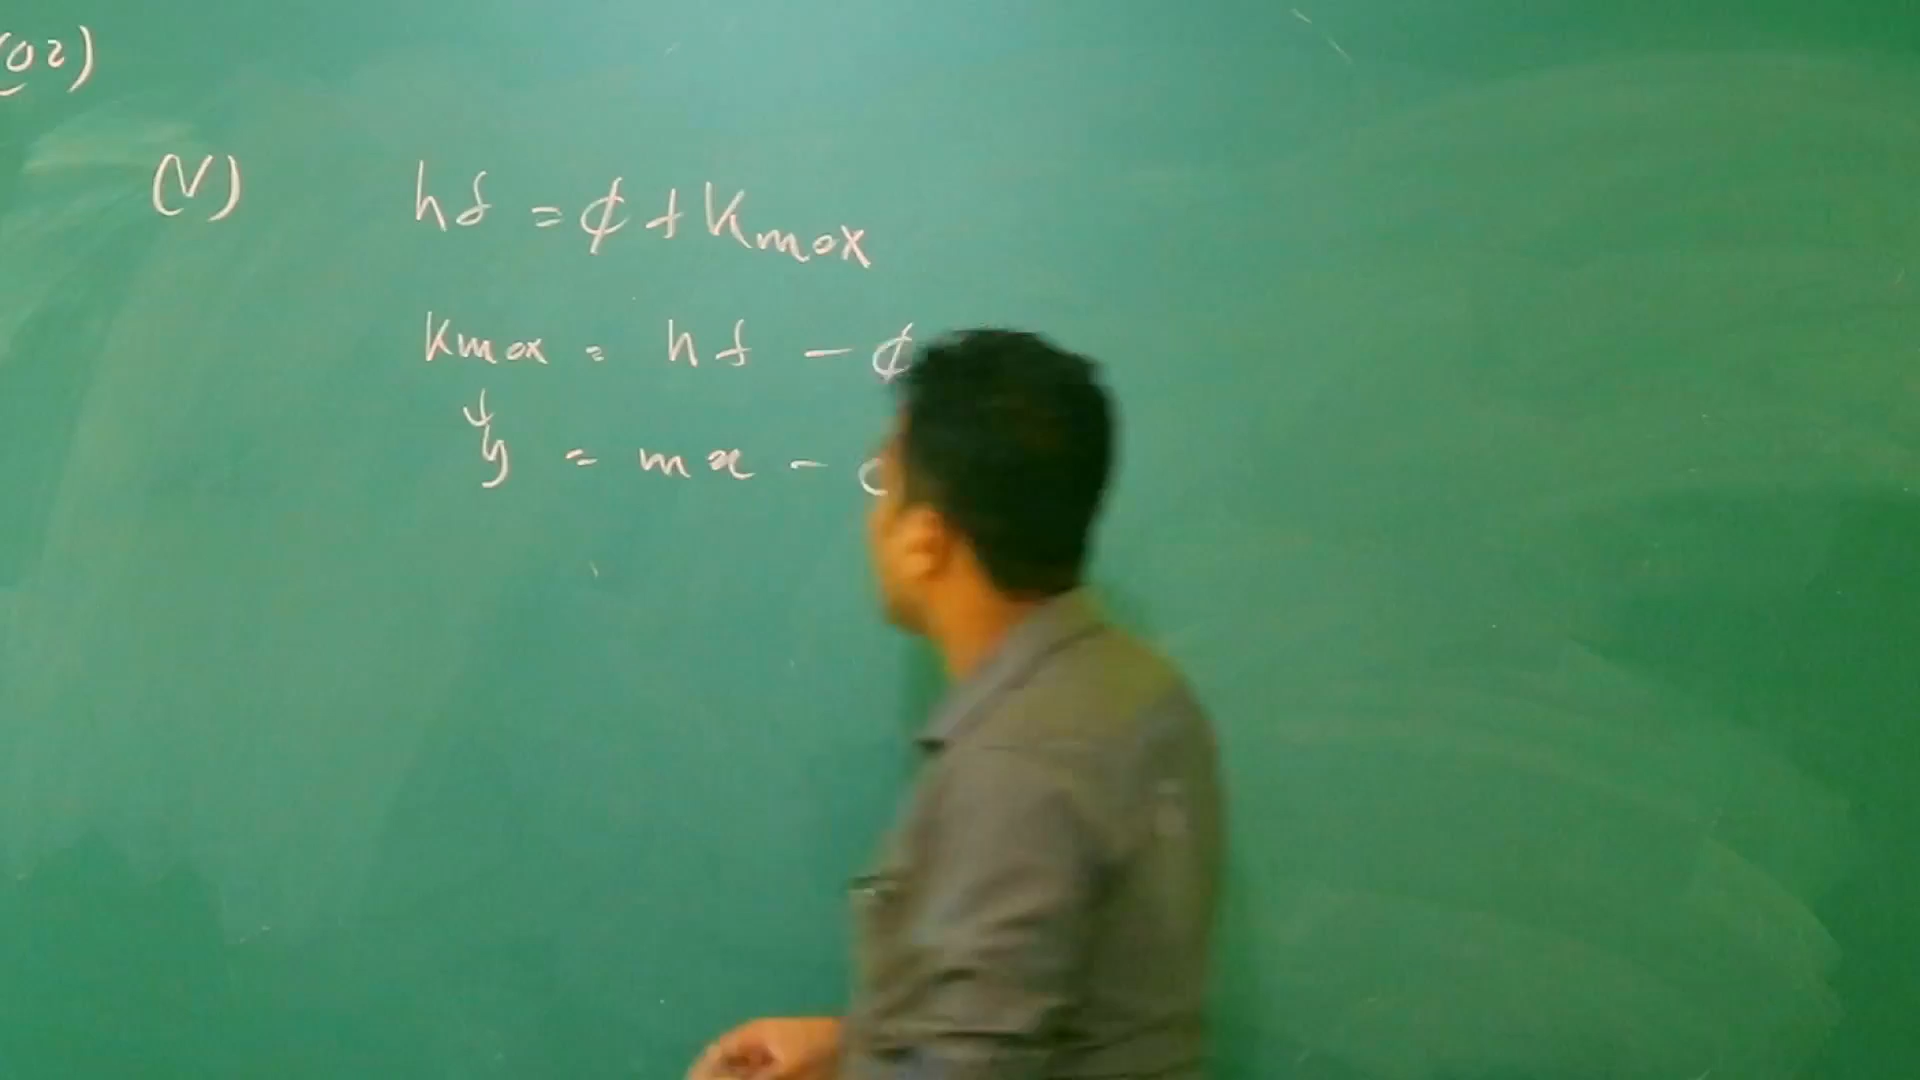 (02)
(V) hf = ϕ + Kmax
Kmax = hf - ϕ
↓
y = mx - c